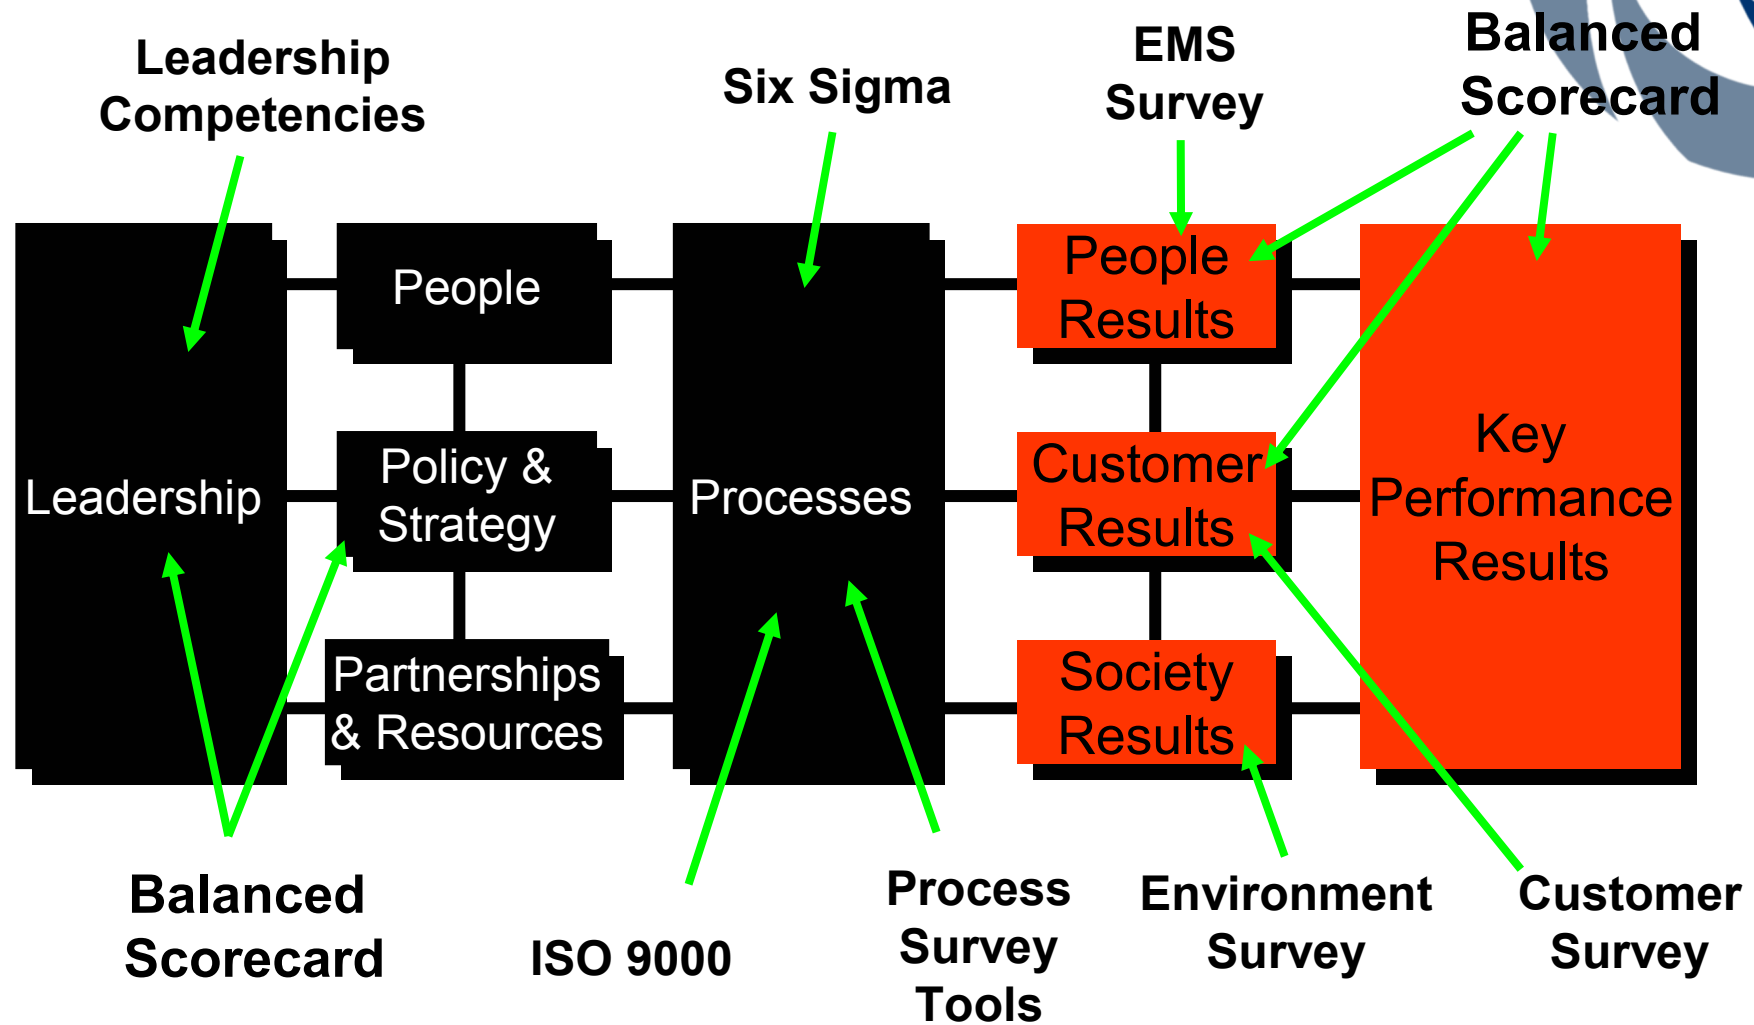 Leadership
Competencies
Six Sigma
EMS
Survey
Balanced
Scorecard
Leadership
People
Policy &
Strategy
Partnerships
& Resources
Processes
People
Results
Customer
Results
Society
Results
Key
Performance
Results
Balanced
Scorecard
ISO 9000
Process
Survey
Tools
Environment
Survey
Customer
Survey